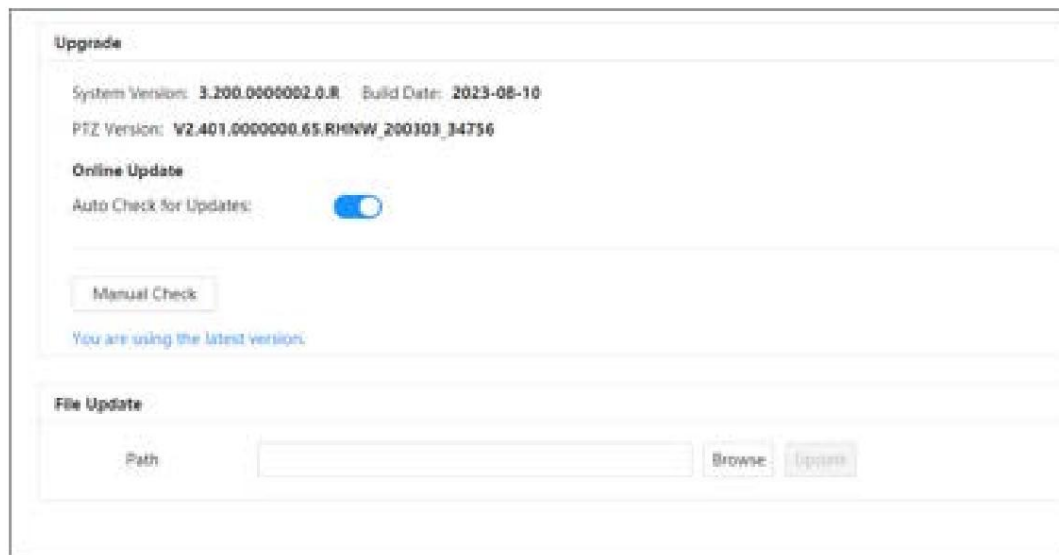 Upgrade
System Version: 3.200.0000002.0.R Build Date: 2023-08-10
PTZ Version: V2.401.0000000.65.RHNW_200303_34756
Online Update
Auto Check for Updates:
Manual Check
You are using the latest version.
File Update
Path Browse Update